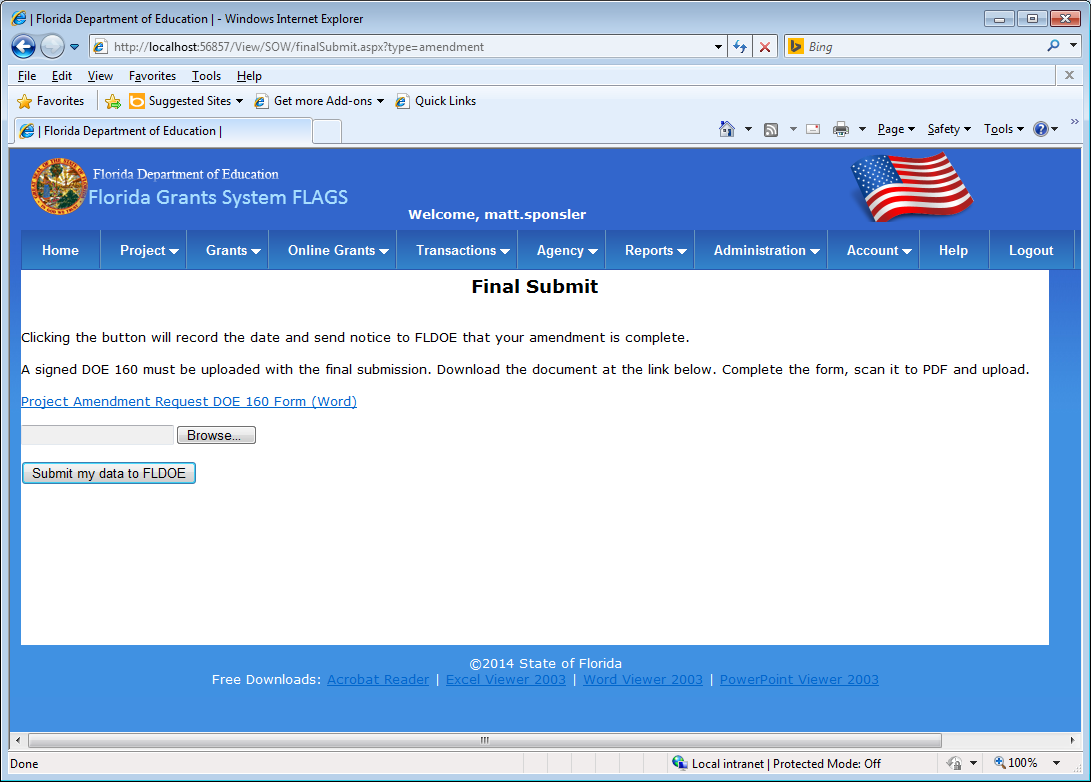 | Florida Department of Education | - Windows Internet Explorer
http://localhost:56857/View/SOW/finalSubmit.aspx?type=amendment
Bing
File Edit View Favorites Tools Help
X
Favorites Suggested Sites Get more Add-ons Quick Links
| Florida Department of Education |
Page Safety Tools
Florida Department of Education
Florida Grants System FLAGS
Welcome, matt.sponsler
Home Project Grants Online Grants Transactions Agency Reports Administration Account Help Logout
Final Submit
Clicking the button will record the date and send notice to FLDOE that your amendment is complete.
A signed DOE 160 must be uploaded with the final submission. Download the document at the link below. Complete the form, scan it to PDF and upload.
Project Amendment Request DOE 160 Form (Word)
Browse...
Submit my data to FLDOE
©2014 State of Florida
Free Downloads: Acrobat Reader | Excel Viewer 2003 | Word Viewer 2003 | PowerPoint Viewer 2003
Done Local intranet | Protected Mode: Off 100%